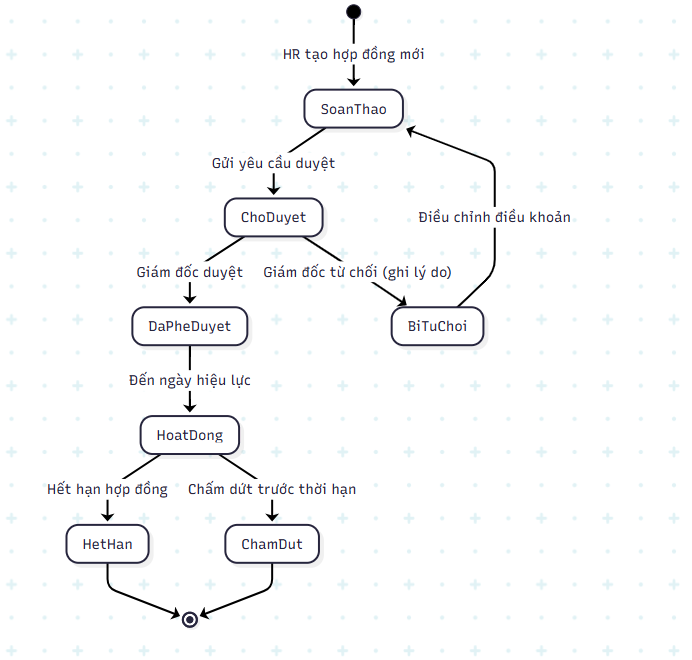 HR tạo hợp đồng mới
SoanThao
Gửi yêu cầu duyệt
ChoDuyet
Điều chỉnh điều khoản
Giám đốc duyệt
Giám đốc từ chối (ghi lý do)
DaPheDuyet
BiTuChoi
Đến ngày hiệu lực
HoatDong
Hết hạn hợp đồng
Chấm dứt trước thời hạn
HetHan
ChamDut